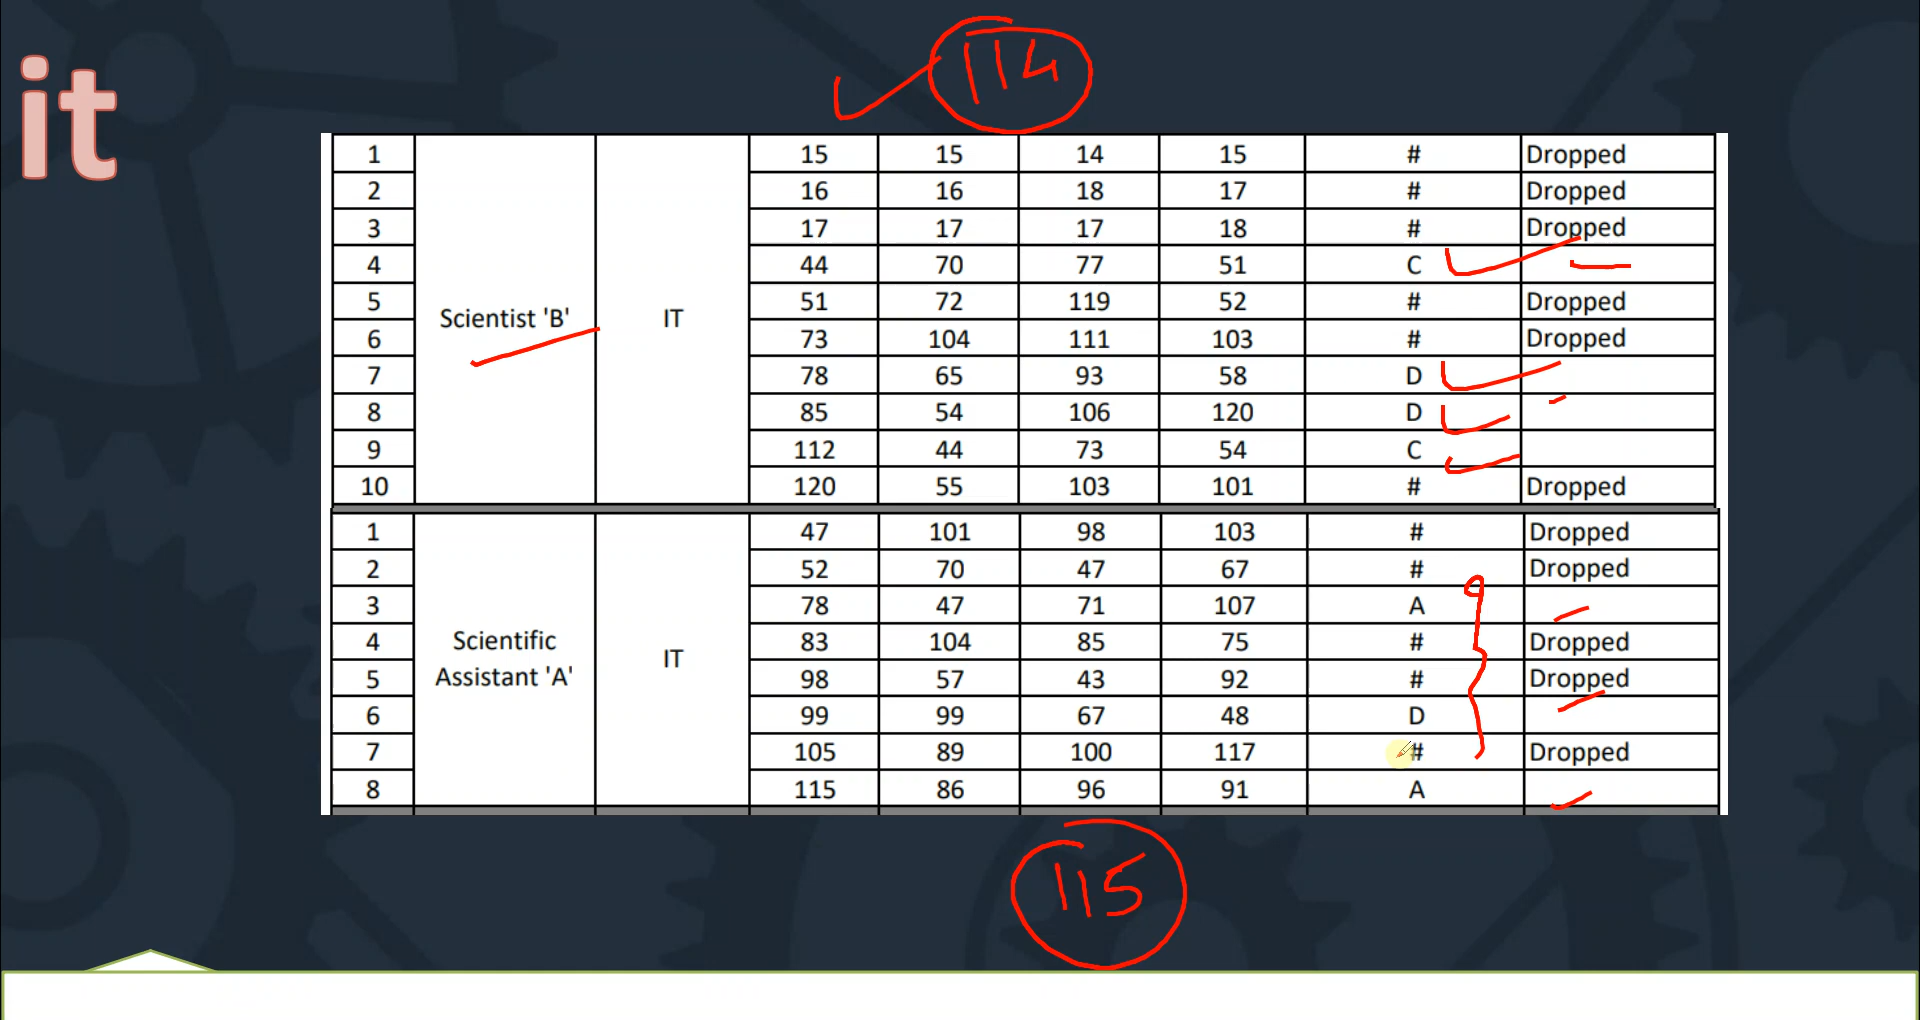 it
114
1 15 15 14 15 # Dropped
2 16 16 18 17 # Dropped
3 17 17 17 18 # Dropped
4 44 70 77 51 C
5 51 72 119 52 # Dropped
Scientist 'B' IT
6 73 104 111 103 # Dropped
7 78 65 93 58 D
8 85 54 106 120 D
9 112 44 73 54 C
10 120 55 103 101 # Dropped
1 47 101 98 103 # Dropped
2 52 70 47 67 # Dropped
3 78 47 71 107 A
4 Scientific 83 104 85 75 # Dropped
IT
5 Assistant 'A' 98 57 43 92 # Dropped
6 99 99 67 48 D
7 105 89 100 117 # Dropped
8 115 86 96 91 A
115